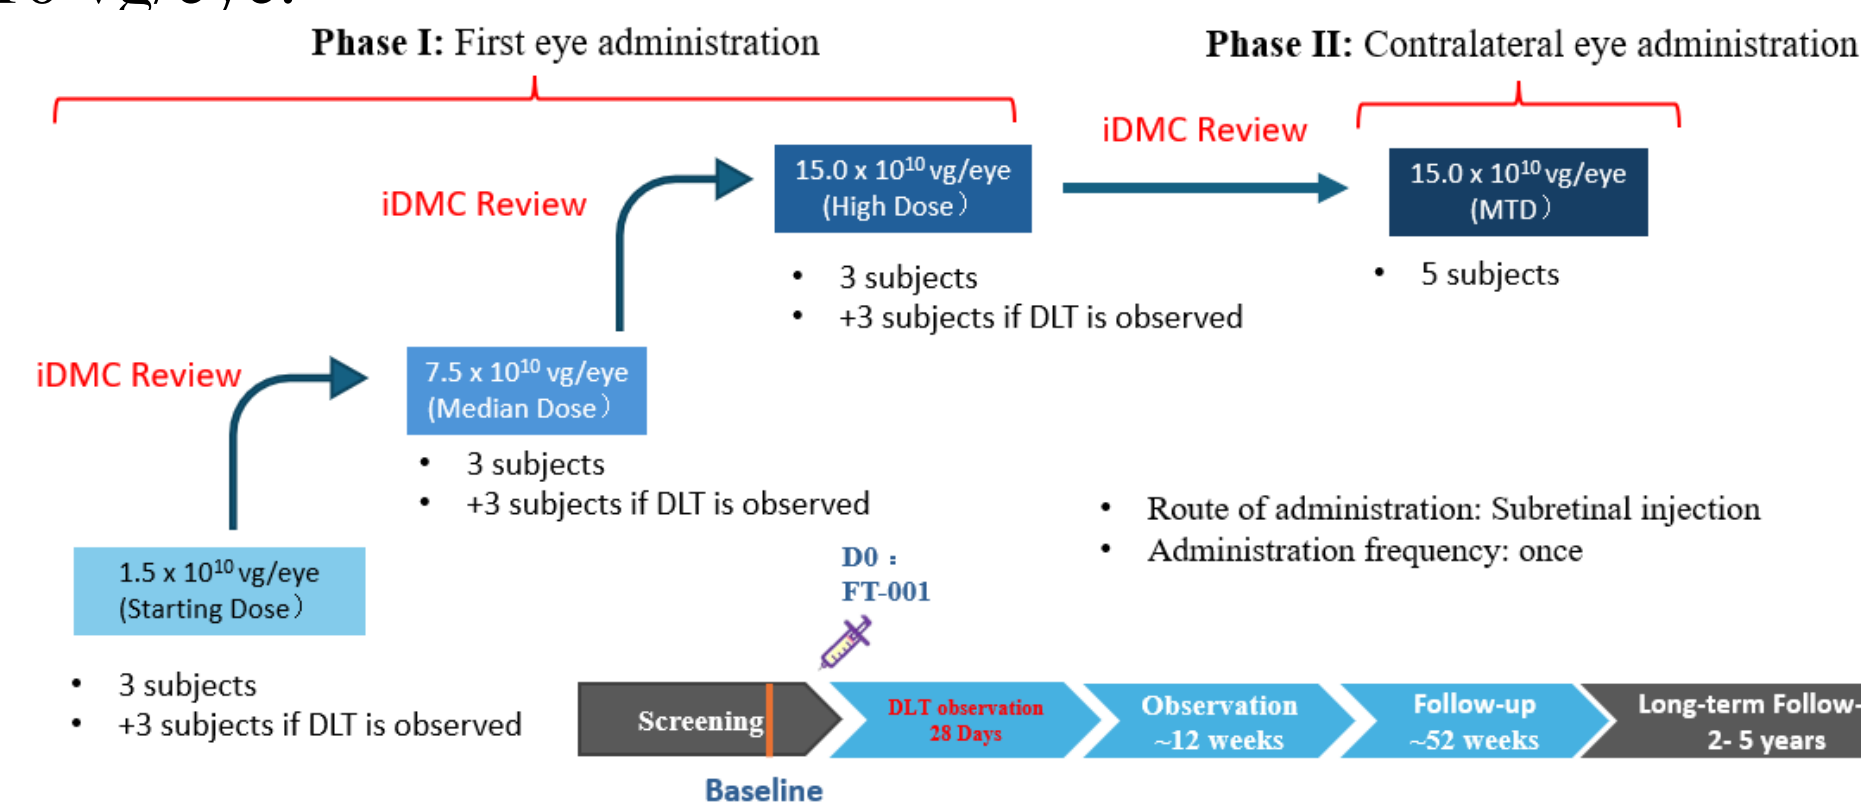 Phase I: First eye administration
Phase II: Contralateral eye administration
iDMC Review
15.0 x 10¹⁰ vg/eye
(High Dose）
15.0 x 10¹⁰ vg/eye
(MTD）
iDMC Review
• 3 subjects
• +3 subjects if DLT is observed
• 5 subjects
iDMC Review
7.5 x 10¹⁰ vg/eye
(Median Dose）
• 3 subjects
• +3 subjects if DLT is observed
• Route of administration: Subretinal injection
• Administration frequency: once
1.5 x 10¹⁰ vg/eye
(Starting Dose）
• 3 subjects
• +3 subjects if DLT is observed
D0：
FT-001
Screening
DLT observation
28 Days
Observation
~12 weeks
Follow-up
~52 weeks
Long-term Follow-
2- 5 years
Baseline